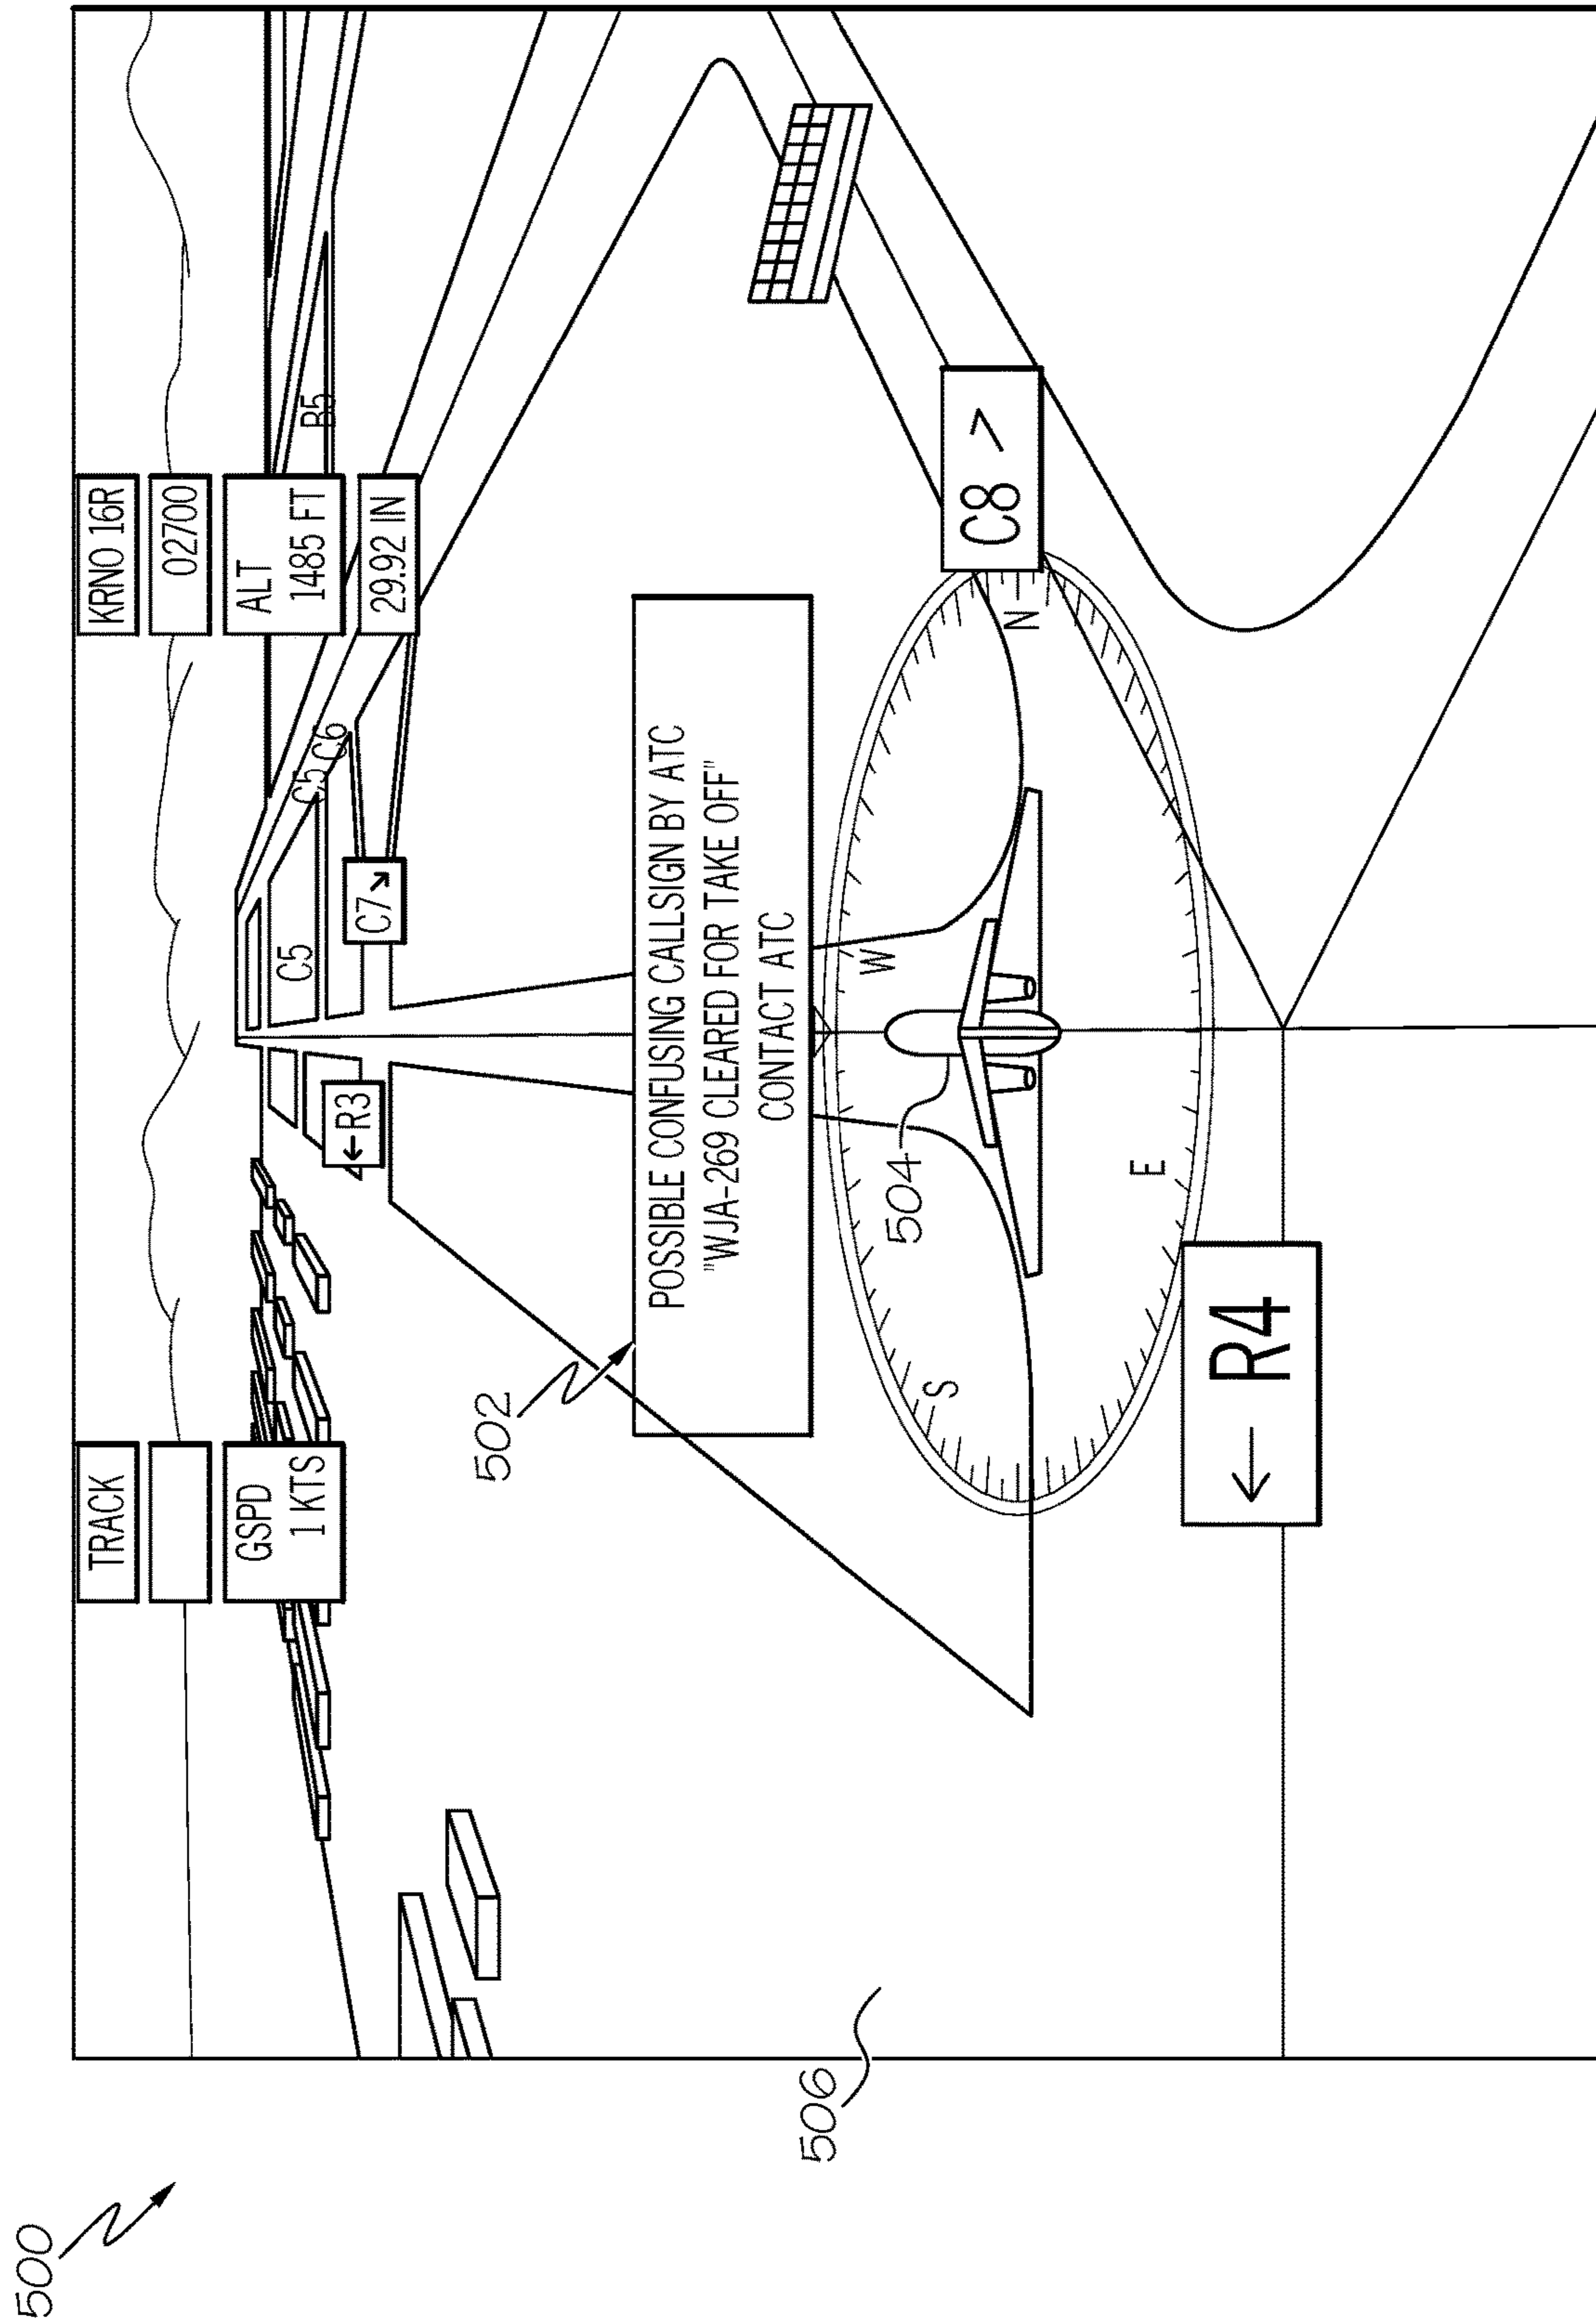 500
TRACK
KRNO 16R
02700
GSPD
1 KTS
ALT
1485 FT
29.92 IN
B5
C5
C5
C6
←R3
C7↗
502
POSSIBLE CONFUSING CALLSIGN BY ATC
"WJA-269 CLEARED FOR TAKE OFF"
CONTACT ATC
504
506
S
W
N
E
C8 >
← R4